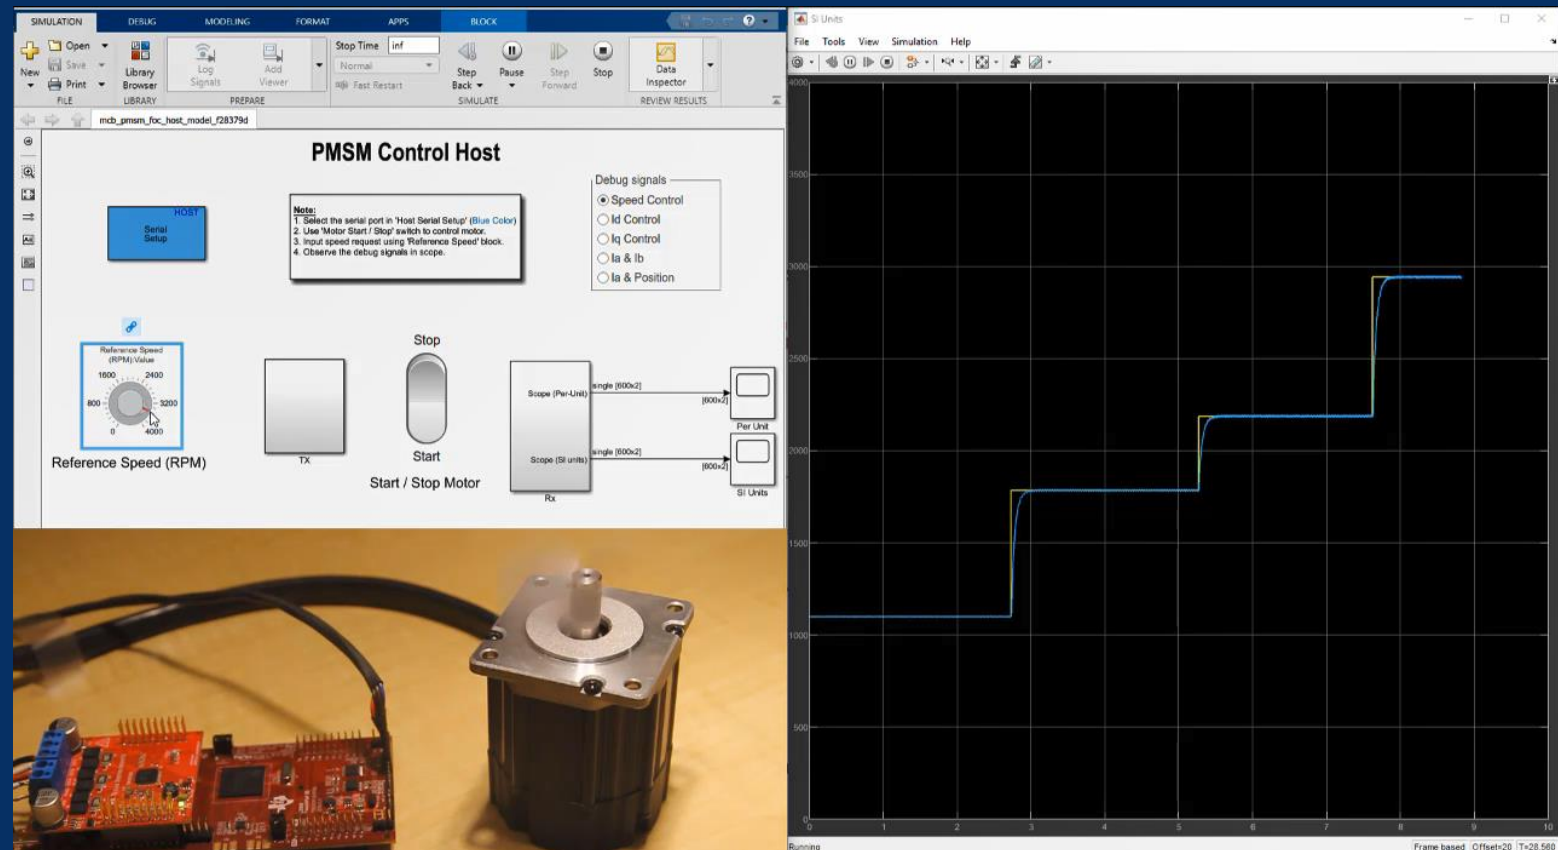 SIMULATION DEBUG MODELING FORMAT APPS BLOCK
New
Open
Save
Print
FILE
Library
Browser
LIBRARY
Log
Signals
Add
Viewer
PREPARE
Stop Time inf
Normal
Fast Restart
Step
Back
Pause
Step
Forward
Stop
SIMULATE
Data
Inspector
REVIEW RESULTS
mcb_pmsm_foc_host_model_f28379d
PMSM Control Host
HOST
Serial
Setup
Note:
1. Select the serial port in 'Host Serial Setup' (Blue Color)
2. Use 'Motor Start / Stop' switch to control motor.
3. Input speed request using 'Reference Speed' block.
4. Observe the debug signals in scope.
Debug signals
Speed Control
Id Control
Iq Control
Ia & Ib
Ia & Position
Reference Speed
(RPM):Value
1600 2400
800 3200
0 4000
Reference Speed (RPM)
TX
Stop
Start
Start / Stop Motor
Scope (Per-Unit)
Scope (SI units)
Rx
single [600x2]
[600x2]
Per Unit
single [600x2]
[600x2]
SI Units
SI Units
File Tools View Simulation Help
4000
3500
3000
2500
2000
1500
1000
500
0
0 1 2 3 4 5 6 7 8 9 10
Running
Frame based Offset=20 T=28.560